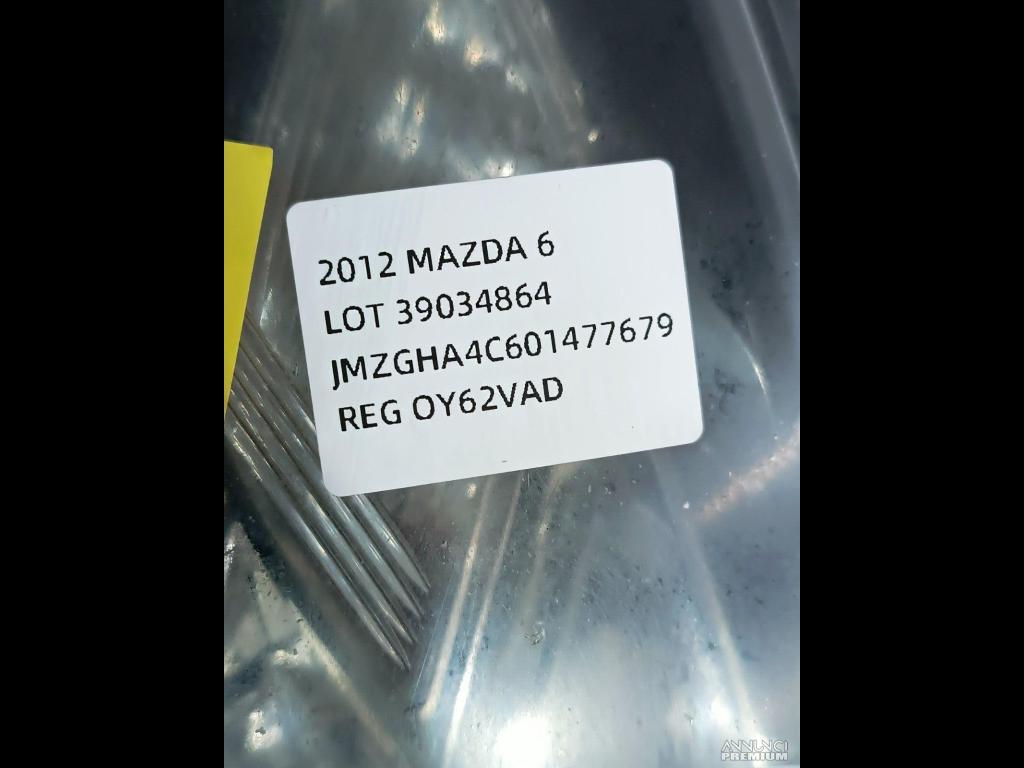 2012 MAZDA 6
LOT 39034864
JMZGHA4C601477679
REG OY62VAD
ANNUNCI
PREMIUM